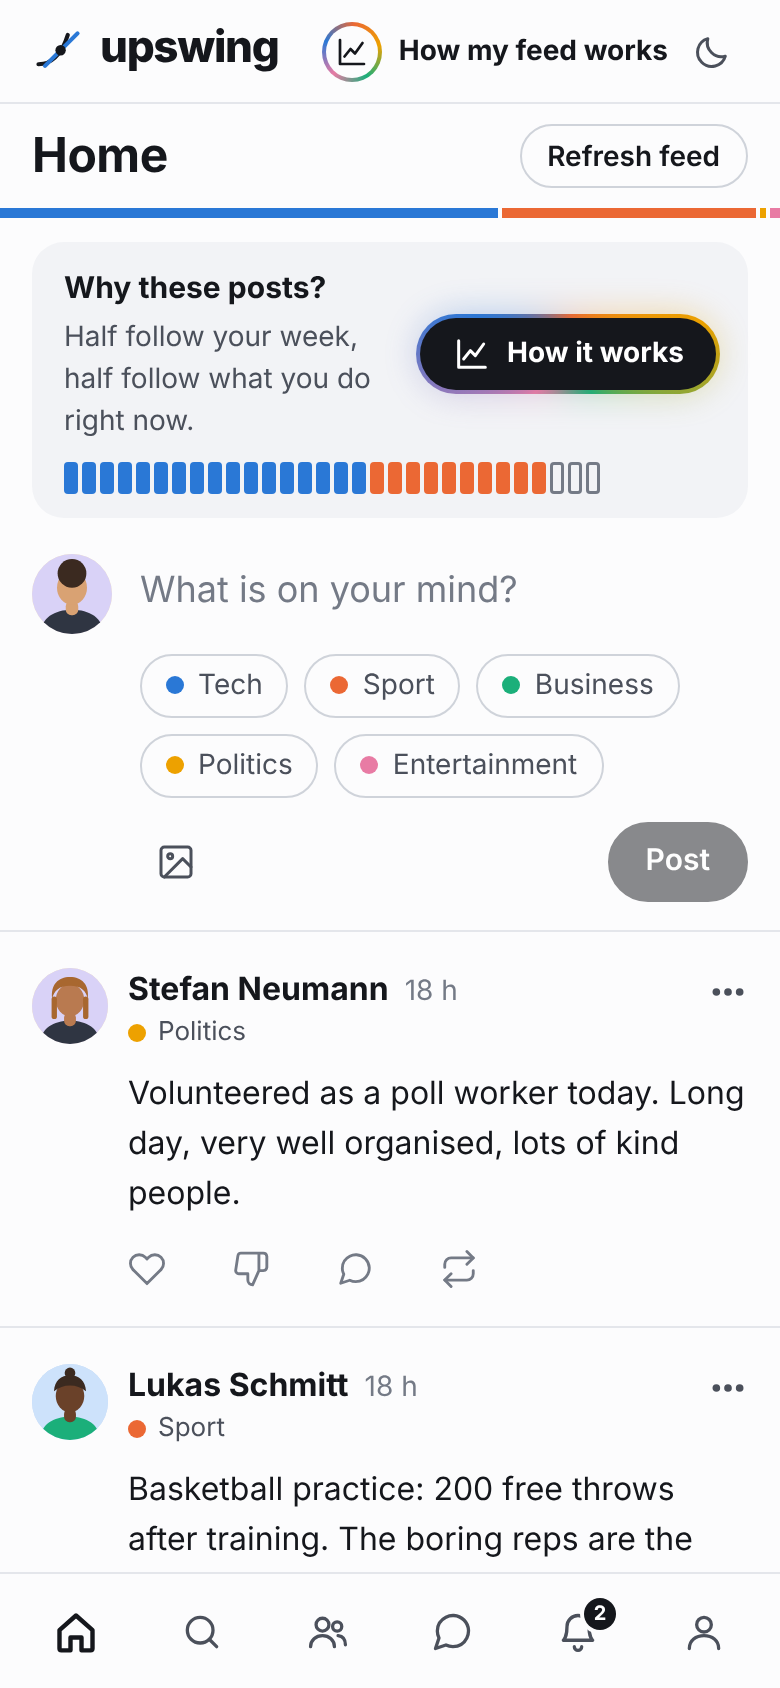 upswing
How my feed works
Home
Refresh feed
Why these posts?
Half follow your week,
half follow what you do
right now.
How it works
What is on your mind?
Tech
Sport
Business
Politics
Entertainment
Post
Stefan Neumann 18 h
Politics
Volunteered as a poll worker today. Long
day, very well organised, lots of kind
people.
Lukas Schmitt 18 h
Sport
Basketball practice: 200 free throws
after training. The boring reps are the
2